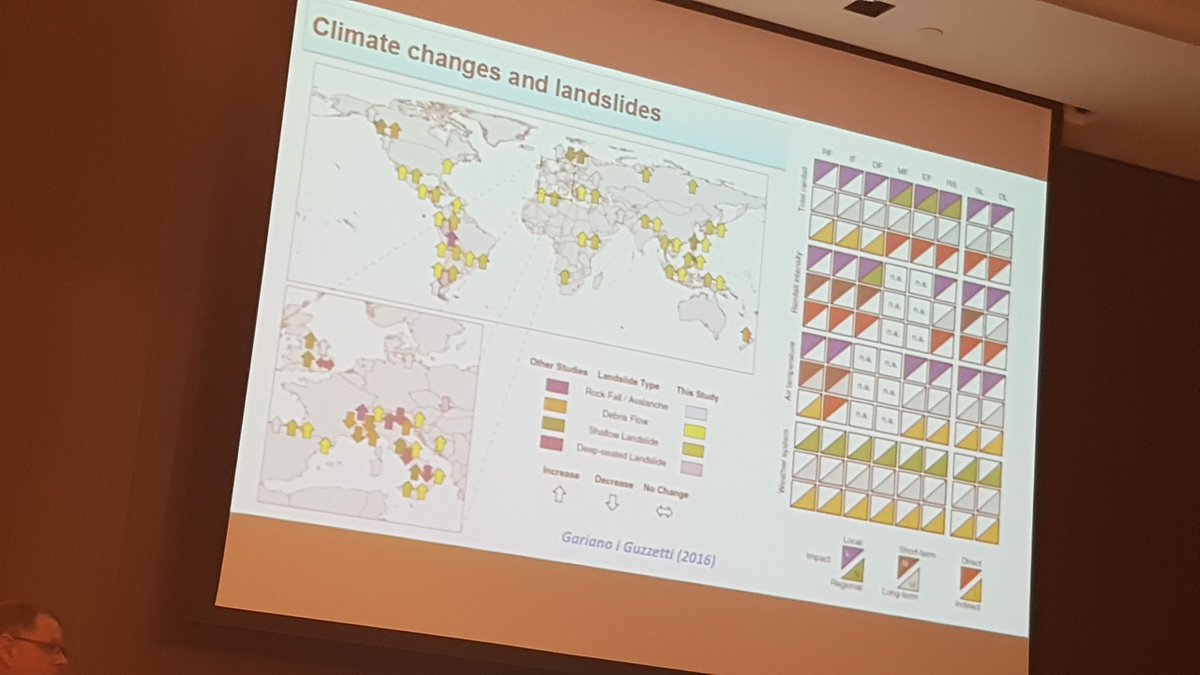 Climate changes and landslides
RF IF DF MF EF RS SL DL
Total rainfall
Rainfall intensity
n.a. n.a.
n.a. n.a.
n.a. n.a.
Air temperature
n.a. n.a.
n.a. n.a.
n.a. n.a.
Weather system
Other Studies Landslide Type This Study
Rock Fall / Avalanche
Debris Flow
Shallow Landslide
Deep-seated Landslide
Increase Decrease No Change
Gariano i Guzzetti (2016)
Impact
Local
L
Regional
Short-term
Long-term
Direct
Indirect